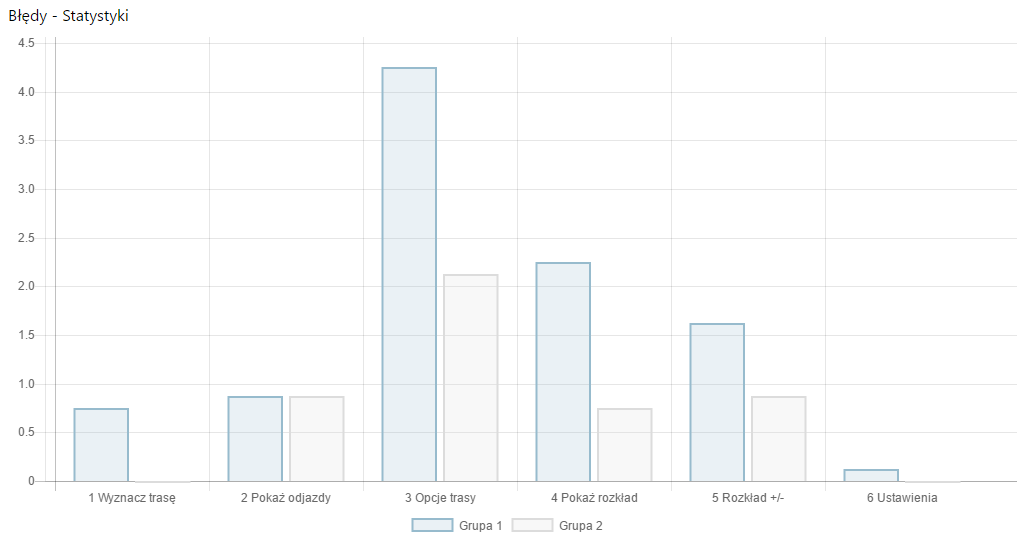 Błędy - Statystyki
4.5
4.0
3.5
3.0
2.5
2.0
1.5
1.0
0.5
0
1 Wyznacz trasę
2 Pokaż odjazdy
3 Opcje trasy
4 Pokaż rozkład
5 Rozkład +/-
6 Ustawienia
Grupa 1
Grupa 2